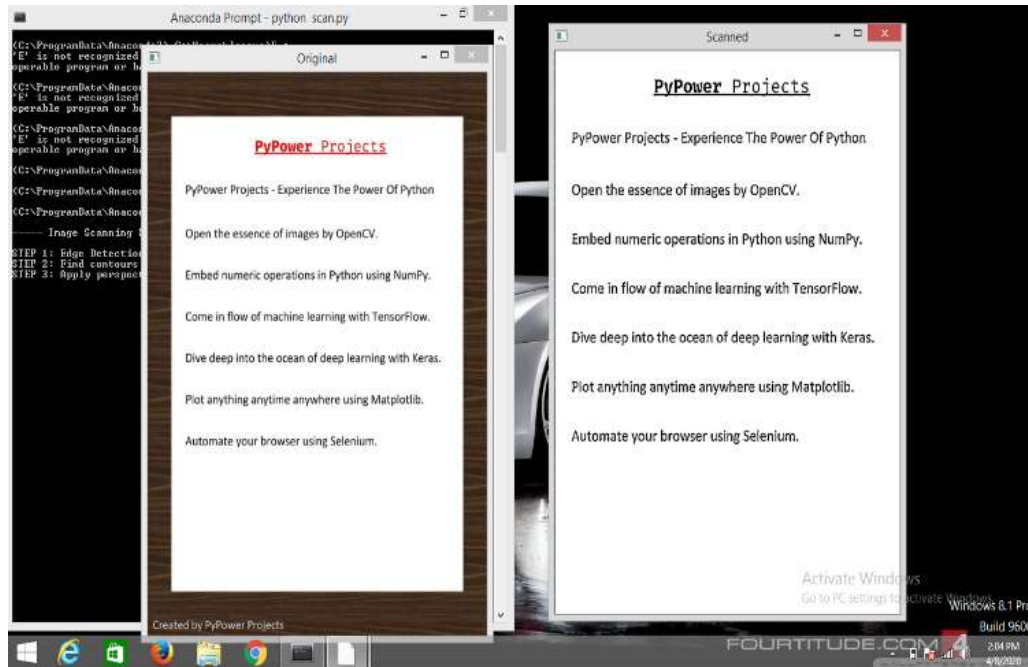 Anaconda Prompt - python scan.py
(C:\ProgramData\Anaconda3)
'E' is not recognized
operable program or b
(C:\ProgramData\Anaco
'E' is not recognized
operable program or b
(C:\ProgramData\Anaco
'E' is not recognized
operable program or b
(C:\ProgramData\Anaco
(C:\ProgramData\Anaco
(C:\ProgramData\Anaco
----- Image Scanning
STEP 1: Edge Detection
STEP 2: Find contours
STEP 3: Apply perspect
Original
PyPower Projects
PyPower Projects - Experience The Power Of Python
Open the essence of images by OpenCV.
Embed numeric operations in Python using NumPy.
Come in flow of machine learning with TensorFlow.
Dive deep into the ocean of deep learning with Keras.
Plot anything anytime anywhere using Matplotlib.
Automate your browser using Selenium.
Created by PyPower Projects
Scanned
PyPower Projects
PyPower Projects - Experience The Power Of Python
Open the essence of images by OpenCV.
Embed numeric operations in Python using NumPy.
Come in flow of machine learning with TensorFlow.
Dive deep into the ocean of deep learning with Keras.
Plot anything anytime anywhere using Matplotlib.
Automate your browser using Selenium.
Activate Windows
Go to PC settings to activate Windows.
Windows 8.1 Pro
Build 9600
FOURTITUDE.COM
2:04 PM
4/8/2020